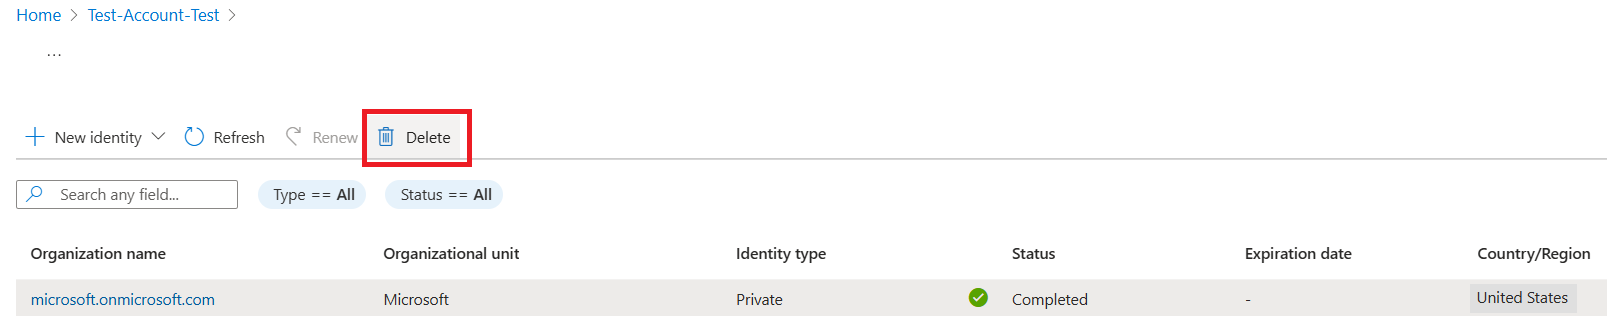 Home > Test-Account-Test >
...
New identity Refresh Renew Delete
Search any field... Type == All Status == All
Organization name Organizational unit Identity type Status Expiration date Country/Region
microsoft.onmicrosoft.com Microsoft Private Completed - United States